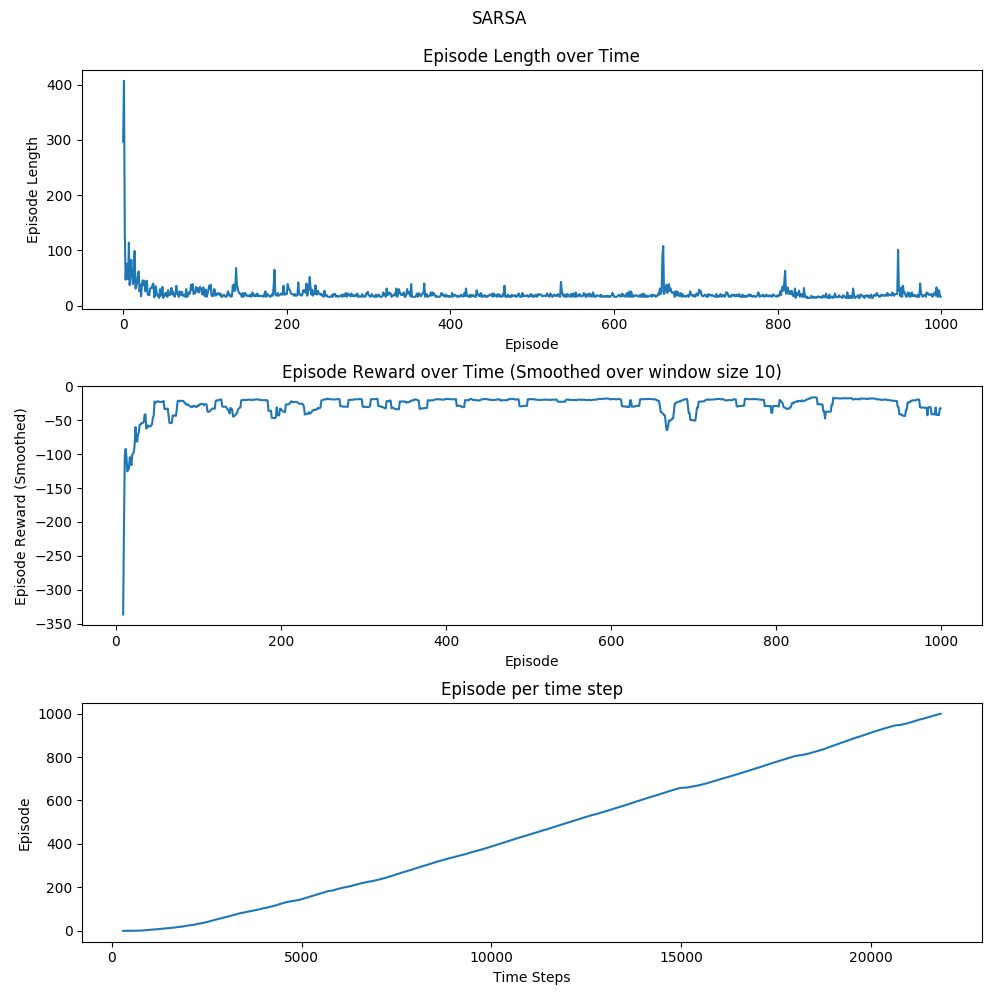 SARSA
Episode Length over Time
400
300
200
100
0
Episode Length
0 200 400 600 800 1000
Episode
Episode Reward over Time (Smoothed over window size 10)
0
−50
−100
−150
−200
−250
−300
−350
Episode Reward (Smoothed)
0 200 400 600 800 1000
Episode
Episode per time step
1000
800
600
400
200
0
Episode
0 5000 10000 15000 20000
Time Steps